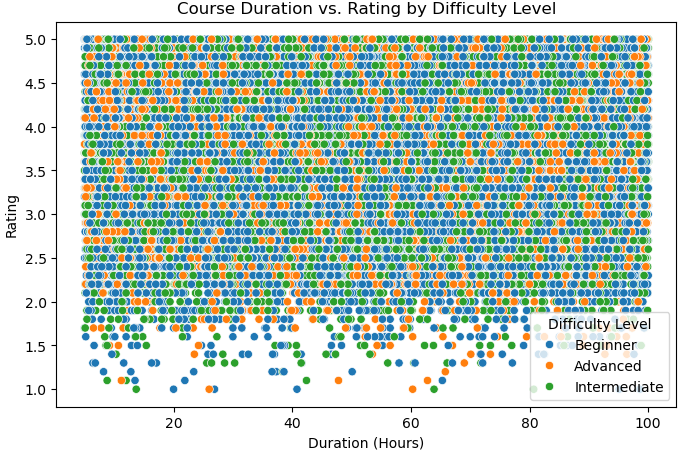 Course Duration vs. Rating by Difficulty Level
5.0
4.5
4.0
3.5
3.0
2.5
2.0
1.5
1.0
Rating
Difficulty Level
Beginner
Advanced
Intermediate
20
40
60
80
100
Duration (Hours)